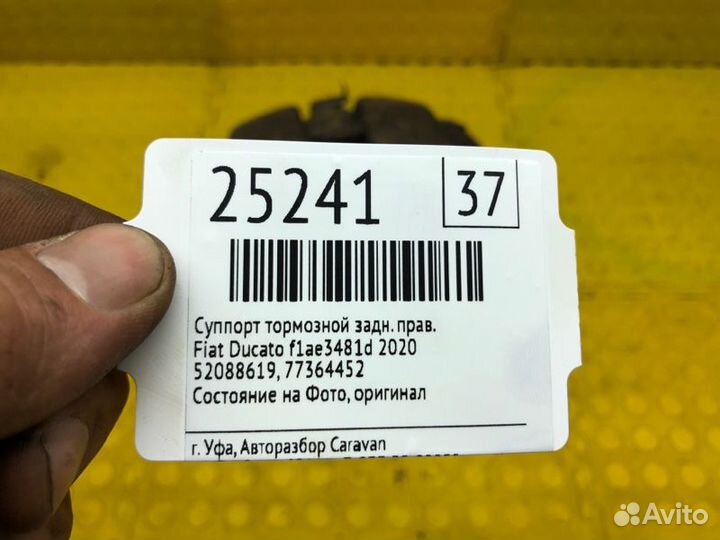 25241
37
Суппорт тормозной задн. прав.
Fiat Ducato f1ae3481d 2020
52088619, 77364452
Состояние на Фото, оригинал
г. Уфа, Авторазбор Caravan
Avito